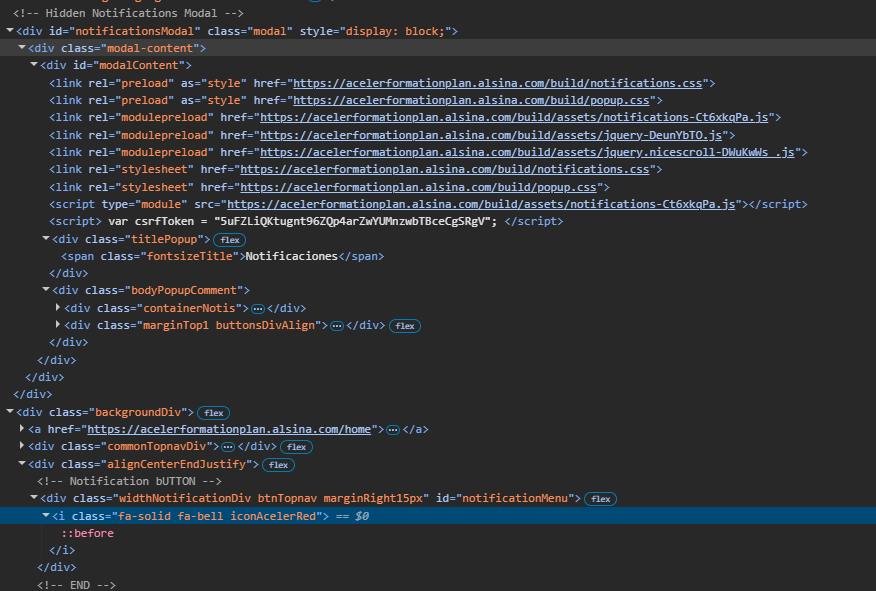 <!-- Hidden Notifications Modal -->
<div id="notificationsModal" class="modal" style="display: block;">
<div class="modal-content">
<div id="modalContent">
<link rel="preload" as="style" href="https://acelerformationplan.alsina.com/build/notifications.css">
<link rel="preload" as="style" href="https://acelerformationplan.alsina.com/build/popup.css">
<link rel="modulepreload" href="https://acelerformationplan.alsina.com/build/assets/notifications-Ct6xkqPa.js">
<link rel="modulepreload" href="https://acelerformationplan.alsina.com/build/assets/jquery-DeunYbTO.js">
<link rel="modulepreload" href="https://acelerformationplan.alsina.com/build/assets/jquery.nicescroll-DWuKwWs_.js">
<link rel="stylesheet" href="https://acelerformationplan.alsina.com/build/notifications.css">
<link rel="stylesheet" href="https://acelerformationplan.alsina.com/build/popup.css">
<script type="module" src="https://acelerformationplan.alsina.com/build/assets/notifications-Ct6xkqPa.js"></script>
<script> var csrfToken = "5uFZLiQKtugnt96ZQp4arZwYUMnzwbTBceCgSRgV"; </script>
<div class="titlePopup"> flex
<span class="fontsizeTitle">Notificaciones</span>
</div>
<div class="bodyPopupComment">
<div class="containerNotis">…</div>
<div class="marginTop1 buttonsDivAlign">…</div> flex
</div>
</div>
</div>
</div>
<div class="backgroundDiv"> flex
<a href="https://acelerformationplan.alsina.com/home">…</a>
<div class="commonTopnavDiv">…</div> flex
<div class="alignCenterEndJustify"> flex
<!-- Notification bUTTON -->
<div class="widthNotificationDiv btnTopnav marginRight15px" id="notificationMenu"> flex
<i class="fa-solid fa-bell iconAcelerRed"> == $0
::before
</i>
</div>
<!-- END -->